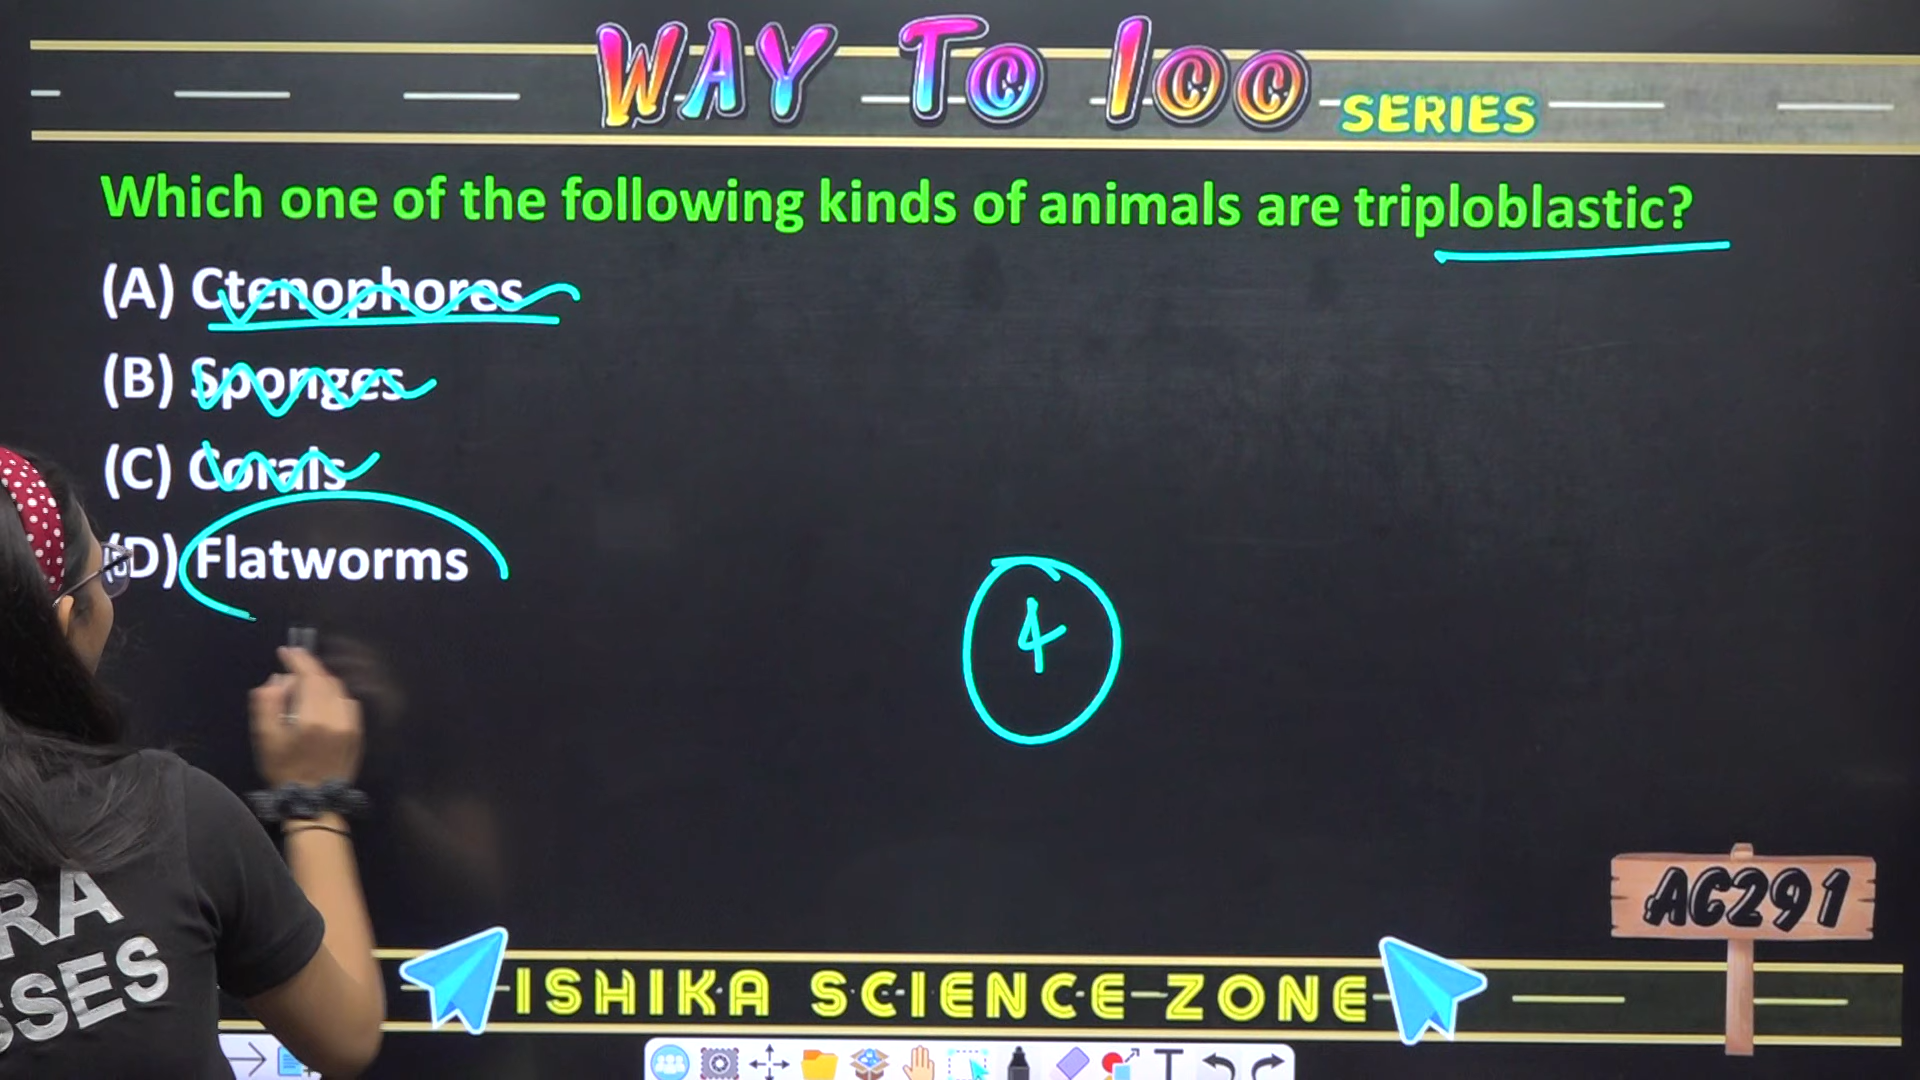 WAY To 100 SERIES
Which one of the following kinds of animals are triploblastic?
(A) Ctenophores
(B) Sponges
(C) Corals
(D) Flatworms
4
AC291
RA
SSES
ISHIKA SCIENCE ZONE